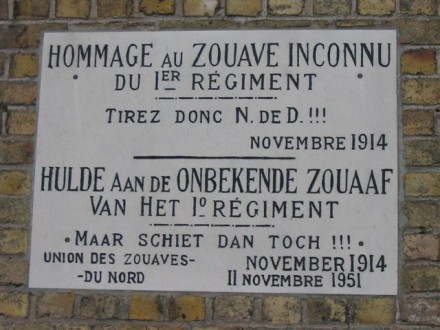 HOMMAGE AU ZOUAVE INCONNU
DU 1ER RÉGIMENT
TIREZ DONC N. DE D. !!!
NOVEMBRE 1914
HULDE AAN DE ONBEKENDE ZOUAAF
VAN HET 1º RÉGIMENT
• MAAR SCHIET DAN TOCH !!! •
UNION DES ZOUAVES- NOVEMBER 1914
-DU NORD 11 NOVEMBRE 1951